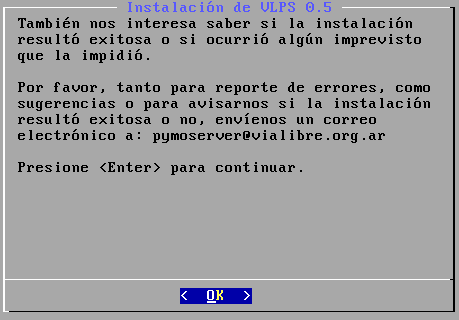 Instalación de VLPS 0.5
También nos interesa saber si la instalación
resultó exitosa o si ocurrió algún imprevisto
que la impidió.
Por favor, tanto para reporte de errores, como
sugerencias o para avisarnos si la instalación
resultó exitosa o no, envíenos un correo
electrónico a: pymoserver@vialibre.org.ar
Presione <Enter> para continuar.
< OK >